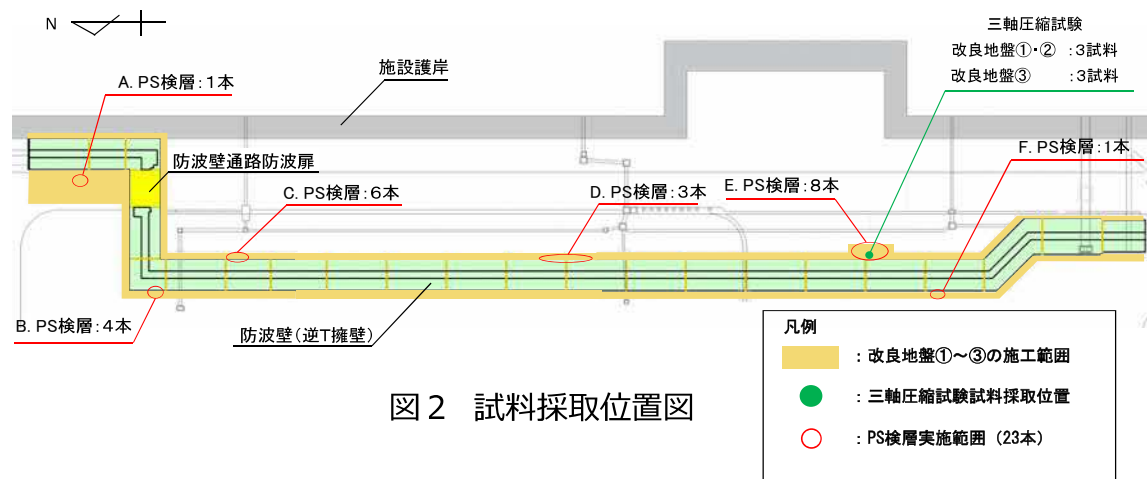 N
三軸圧縮試験
改良地盤①・②：3試料
改良地盤③　：3試料
施設護岸
A. PS検層：1本
防波壁通路防波扉
C. PS検層：6本
D. PS検層：3本
E. PS検層：8本
F. PS検層：1本
B. PS検層：4本
防波壁（逆T擁壁）
凡例
：改良地盤①～③の施工範囲
：三軸圧縮試験試料採取位置
：PS検層実施範囲（23本）
図２　試料採取位置図